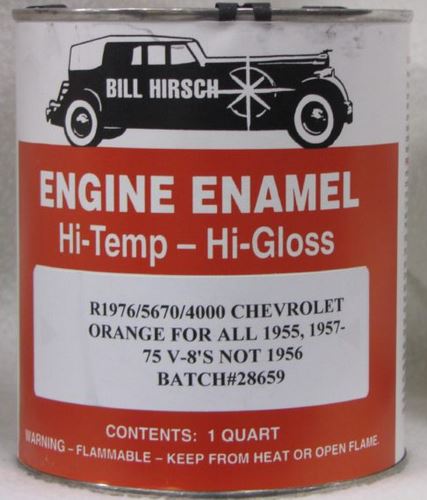 BILL HIRSCH
ENGINE ENAMEL
Hi-Temp – Hi-Gloss
R1976/5670/4000 CHEVROLET
ORANGE FOR ALL 1955, 1957-
75 V-8'S NOT 1956
BATCH#28659
CONTENTS: 1 QUART
WARNING – FLAMMABLE – KEEP FROM HEAT OR OPEN FLAME.